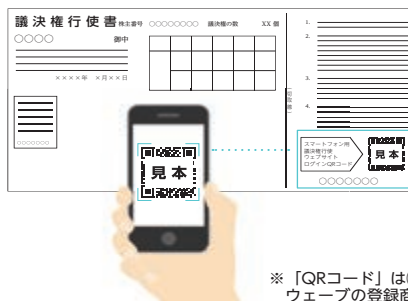 議決権行使書 株主番号 ○○○○○○○○ 議決権の数 XX 個
○○○○ 御中
××××年 ×月××日
○○○○○○○
1.
2.
3.
4.
スマートフォン用
議決権行使
ウェブサイト
ログインQRコード
見本
○○○○○○○
見本
※「QRコード」は
ウェーブの登録商